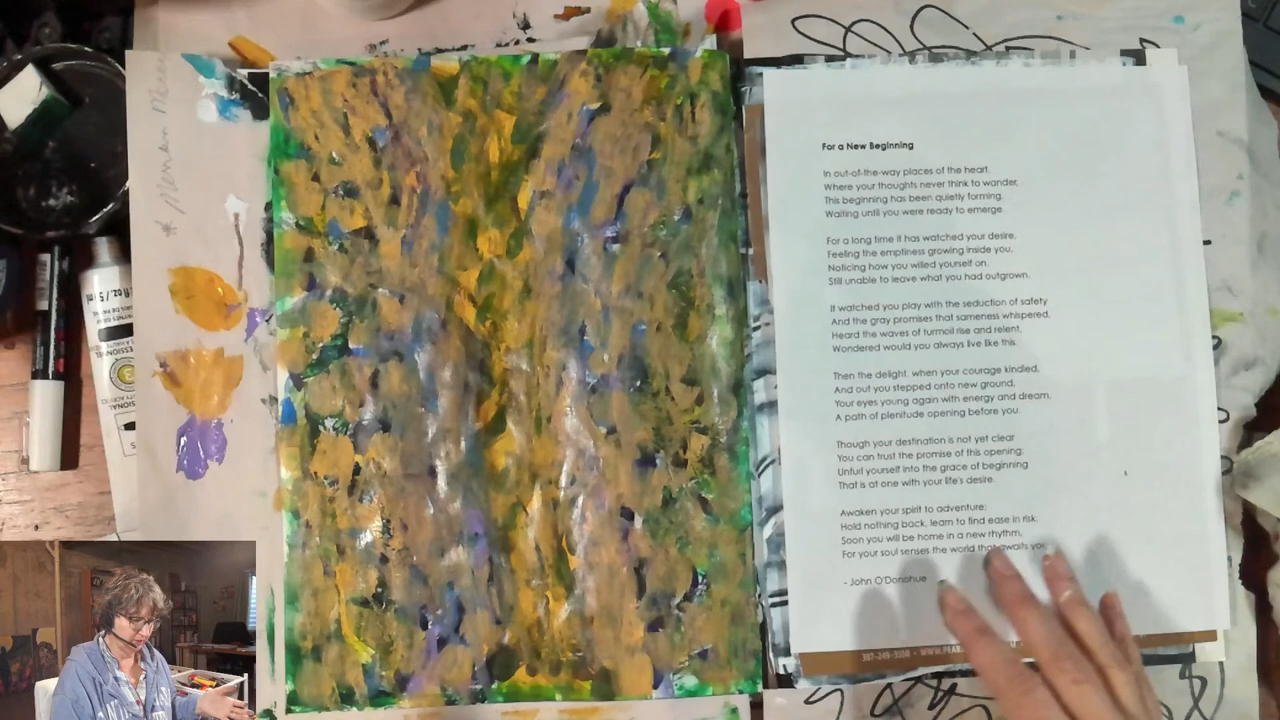 For a New Beginning
In out-of-the-way places of the heart,
Where your thoughts never think to wander,
This beginning has been quietly forming,
Waiting until you were ready to emerge.
For a long time it has watched your desire,
Feeling the emptiness growing inside you,
Noticing how you willed yourself on,
Still unable to leave what you had outgrown.
It watched you play with the seduction of safety
And the gray promises that sameness whispered,
Heard the waves of turmoil rise and relent,
Wondered would you always live like this.
Then the delight, when your courage kindled,
And out you stepped onto new ground,
Your eyes young again with energy and dream,
A path of plenitude opening before you.
Though your destination is not yet clear
You can trust the promise of this opening;
Unfurl yourself into the grace of beginning
That is at one with your life's desire.
Awaken your spirit to adventure;
Hold nothing back, learn to find ease in risk;
Soon you will be home in a new rhythm,
For your soul senses the world that awaits you.
- John O'Donohue